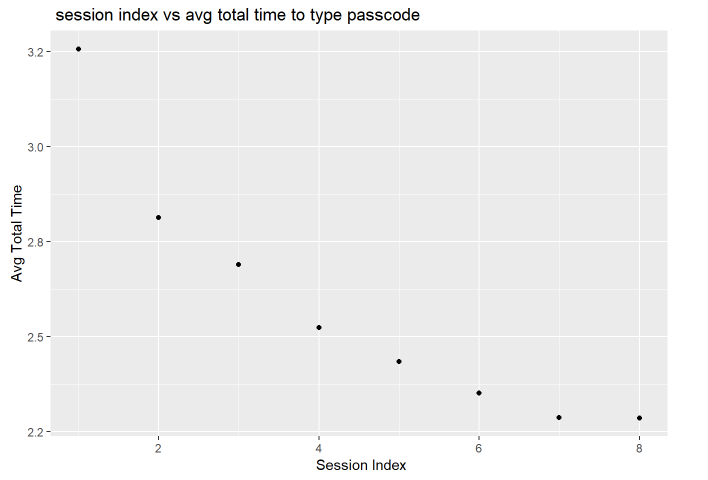 session index vs avg total time to type passcode
3.2
3.0
2.8
2.5
2.2
Avg Total Time
2 4 6 8
Session Index